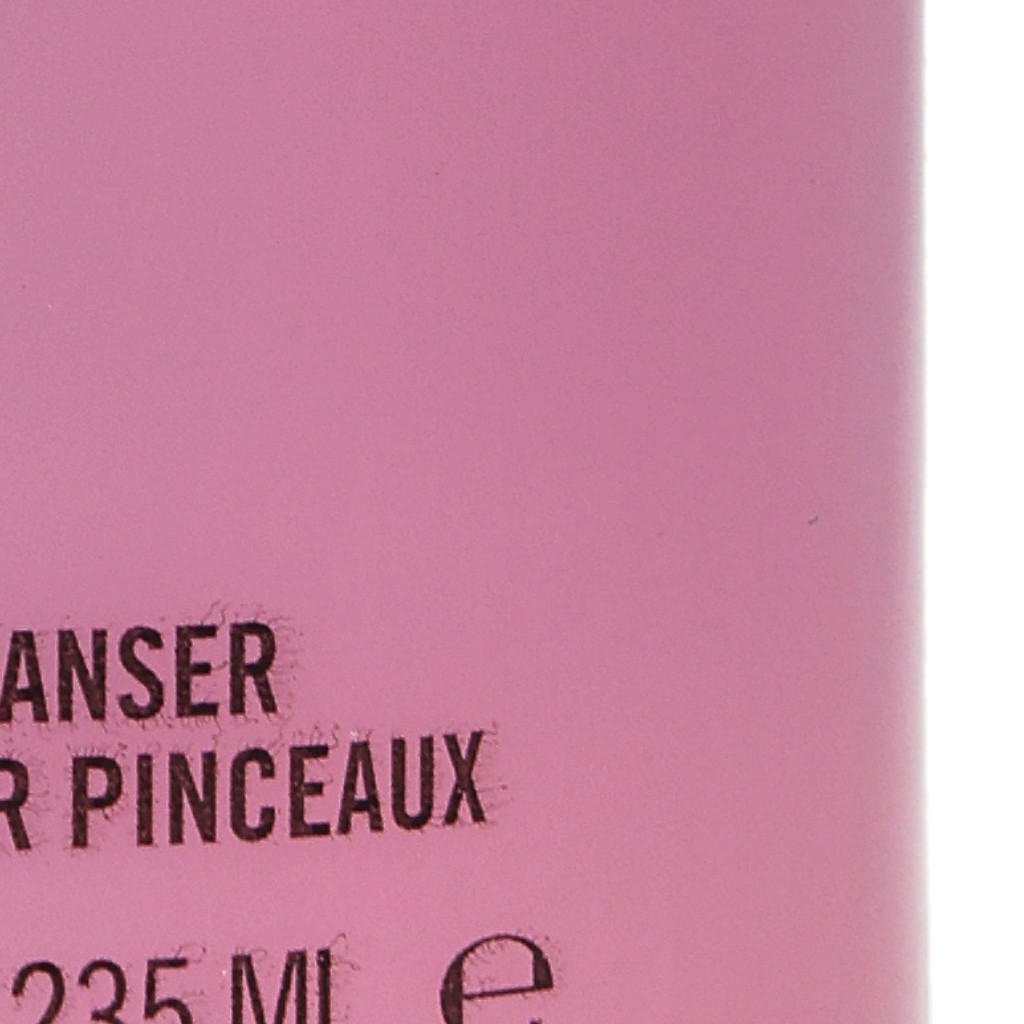 ANSER
R PINCEAUX
235 ML e